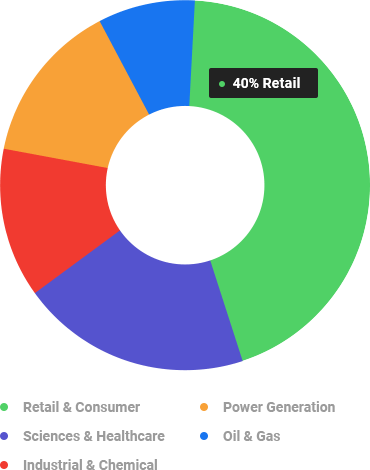 40% Retail
Retail & Consumer
Power Generation
Sciences & Healthcare
Oil & Gas
Industrial & Chemical